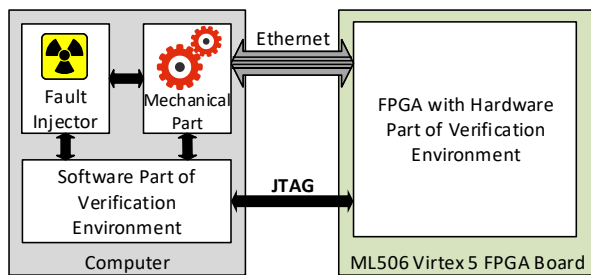 Fault
Injector
Mechanical
Part
Ethernet
FPGA with Hardware
Part of Verification
Environment
Software Part of
Verification
Environment
JTAG
Computer
ML506 Virtex 5 FPGA Board